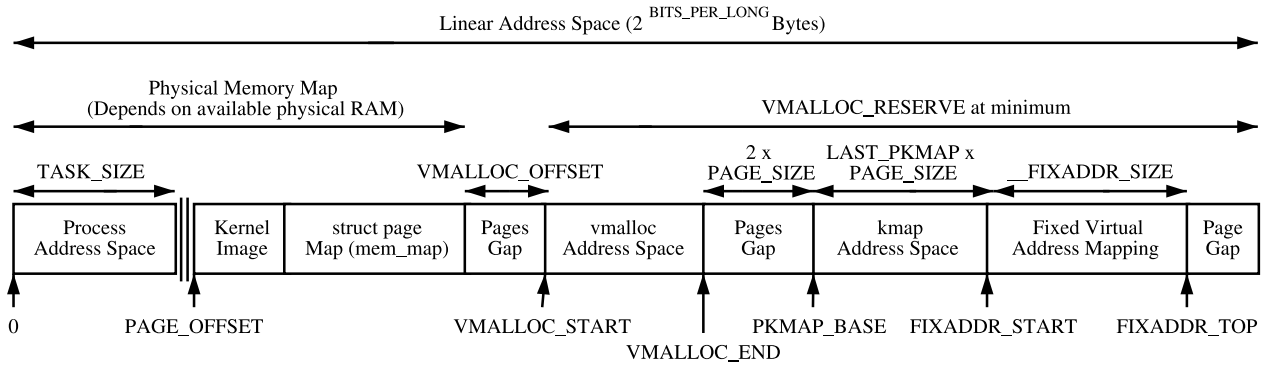 Linear Address Space (2 BITS_PER_LONG Bytes)
Physical Memory Map
(Depends on available physical RAM)
VMALLOC_RESERVE at minimum
TASK_SIZE
VMALLOC_OFFSET
2 x
PAGE_SIZE
LAST_PKMAP x
PAGE_SIZE
__FIXADDR_SIZE
Process
Address Space
Kernel
Image
struct page
Map (mem_map)
Pages
Gap
vmalloc
Address Space
Pages
Gap
kmap
Address Space
Fixed Virtual
Address Mapping
Page
Gap
0
PAGE_OFFSET
VMALLOC_START
VMALLOC_END
PKMAP_BASE
FIXADDR_START
FIXADDR_TOP